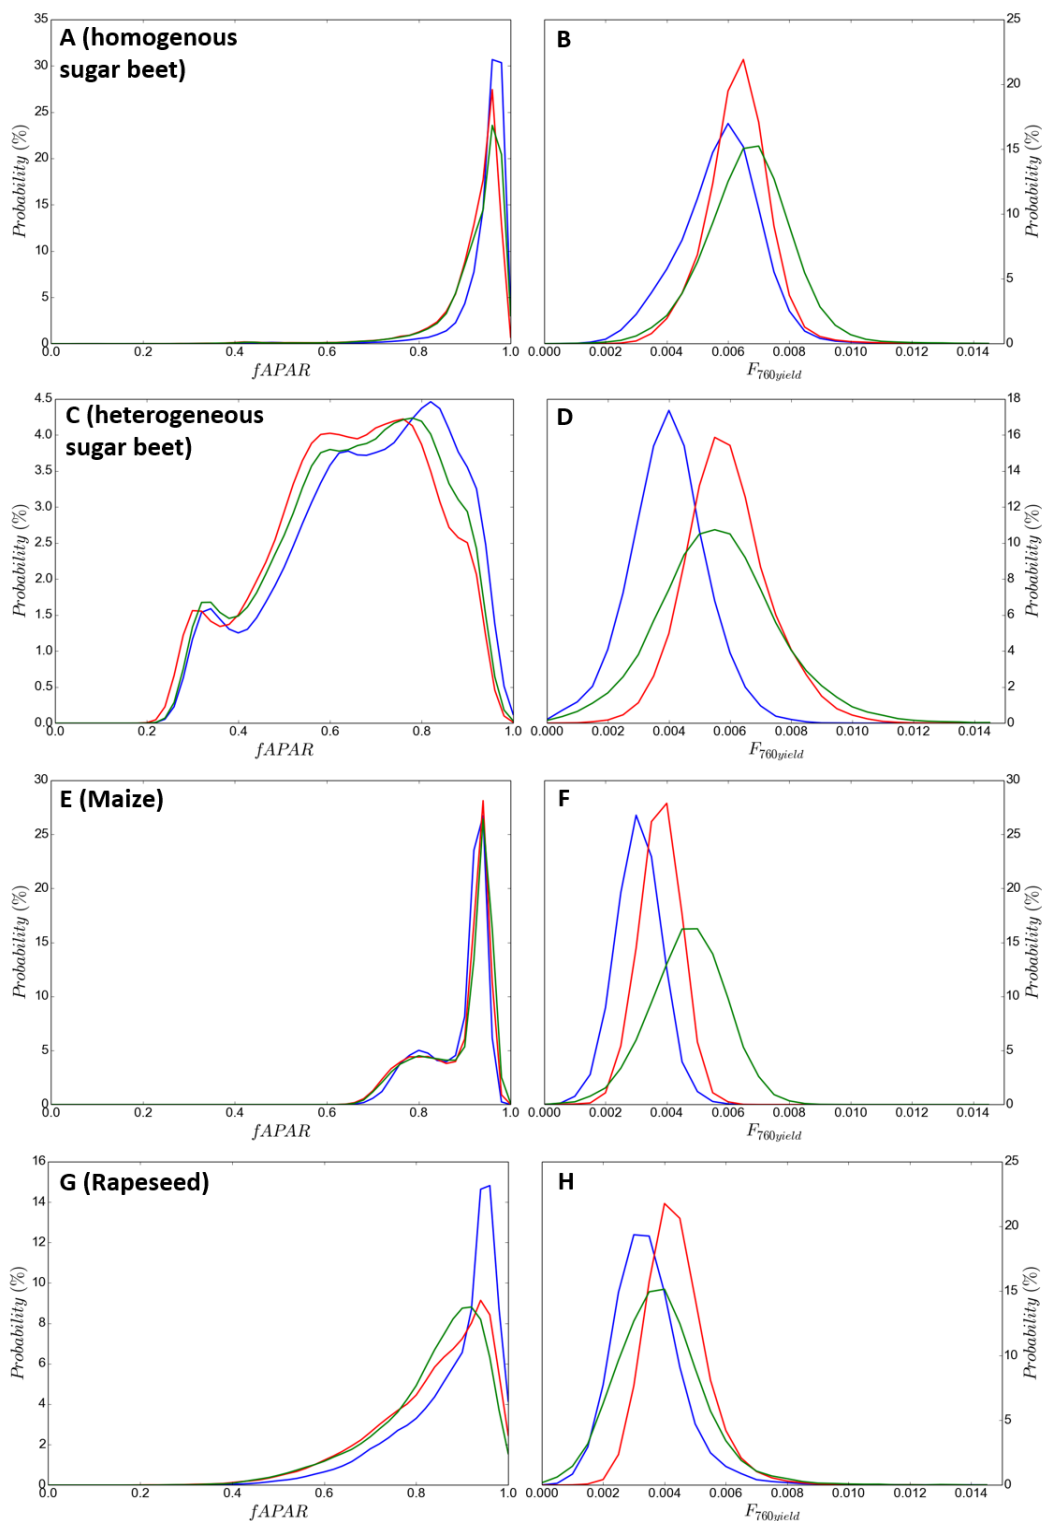 A (homogenous
sugar beet)
35
30
25
20
15
10
5
0
Probability (%)
0.0 0.2 0.4 0.6 0.8 1.0
fAPAR
B
25
20
15
10
5
0
Probability (%)
0.000 0.002 0.004 0.006 0.008 0.010 0.012 0.014
F760yield
C (heterogeneous
sugar beet)
4.5
4.0
3.5
3.0
2.5
2.0
1.5
1.0
0.5
0.0
Probability (%)
0.0 0.2 0.4 0.6 0.8 1.0
fAPAR
D
18
16
14
12
10
8
6
4
2
0
Probability (%)
0.000 0.002 0.004 0.006 0.008 0.010 0.012 0.014
F760yield
E (Maize)
30
25
20
15
10
5
0
Probability (%)
0.0 0.2 0.4 0.6 0.8 1.0
fAPAR
F
30
25
20
15
10
5
0
Probability (%)
0.000 0.002 0.004 0.006 0.008 0.010 0.012 0.014
F760yield
G (Rapeseed)
16
14
12
10
8
6
4
2
0
Probability (%)
0.0 0.2 0.4 0.6 0.8 1.0
fAPAR
H
25
20
15
10
5
0
Probability (%)
0.000 0.002 0.004 0.006 0.008 0.010 0.012 0.014
F760yield